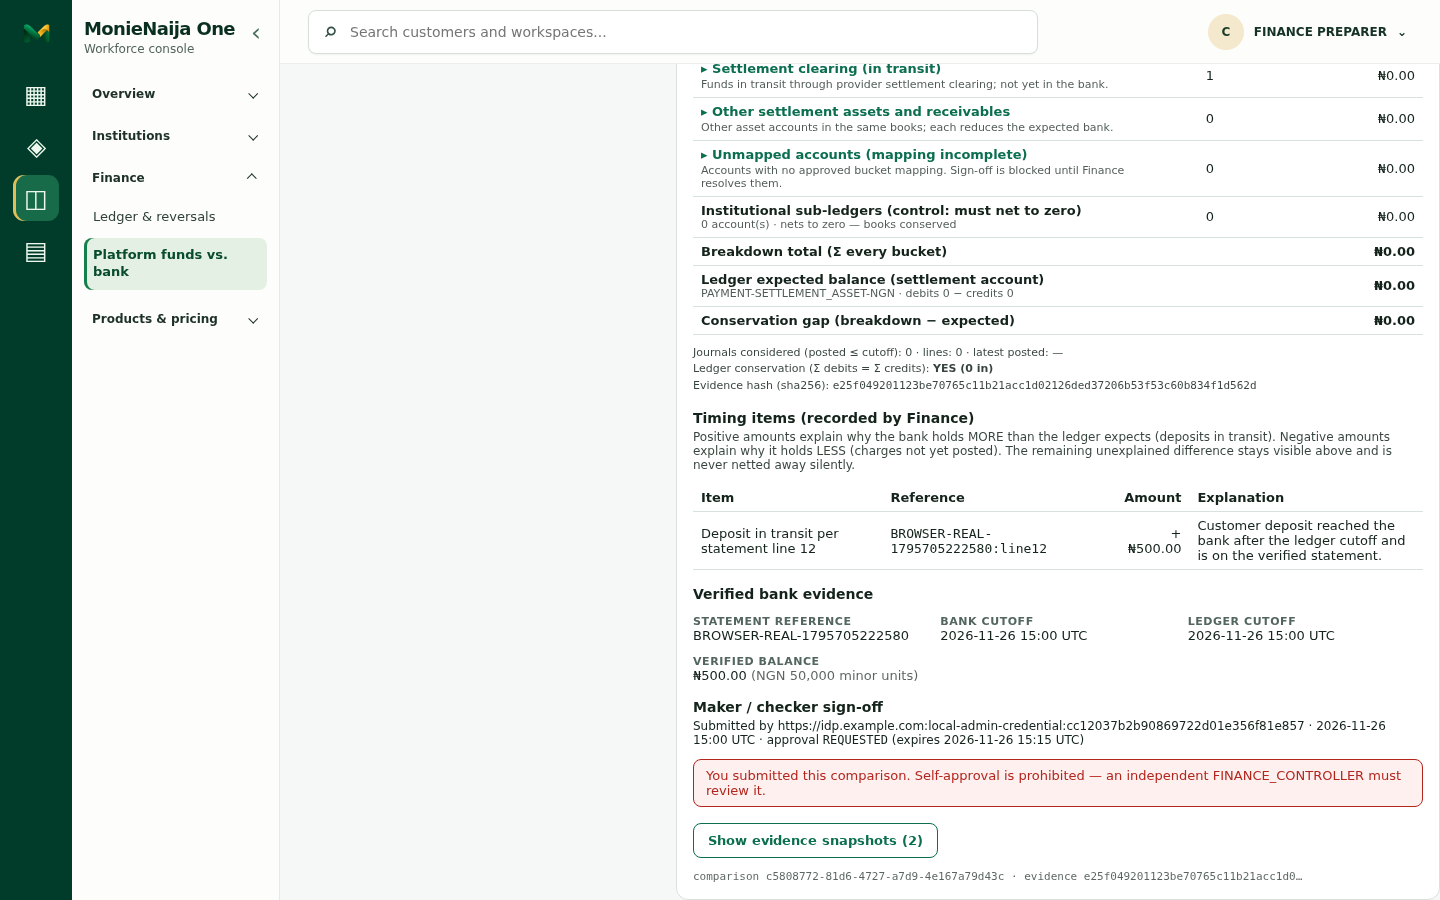 MonieNaija One
Workforce console
Overview
Institutions
Finance
Ledger & reversals
Platform funds vs.
bank
Products & pricing
Search customers and workspaces...
C
FINANCE PREPARER
▸ Settlement clearing (in transit)
Funds in transit through provider settlement clearing; not yet in the bank.
1
₦0.00
▸ Other settlement assets and receivables
Other asset accounts in the same books; each reduces the expected bank.
0
₦0.00
▸ Unmapped accounts (mapping incomplete)
Accounts with no approved bucket mapping. Sign-off is blocked until Finance
resolves them.
0
₦0.00
Institutional sub-ledgers (control: must net to zero)
0 account(s) · nets to zero — books conserved
0
₦0.00
Breakdown total (Σ every bucket)
₦0.00
Ledger expected balance (settlement account)
PAYMENT-SETTLEMENT_ASSET-NGN · debits 0 − credits 0
₦0.00
Conservation gap (breakdown − expected)
₦0.00
Journals considered (posted ≤ cutoff): 0 · lines: 0 · latest posted: —
Ledger conservation (Σ debits = Σ credits): YES (0 in)
Evidence hash (sha256): e25f049201123be70765c11b21acc1d02126ded37206b53f53c60b834f1d562d
Timing items (recorded by Finance)
Positive amounts explain why the bank holds MORE than the ledger expects (deposits in transit). Negative amounts
explain why it holds LESS (charges not yet posted). The remaining unexplained difference stays visible above and is
never netted away silently.
Item
Reference
Amount
Explanation
Deposit in transit per
statement line 12
BROWSER-REAL-
1795705222580:line12
+
₦500.00
Customer deposit reached the
bank after the ledger cutoff and
is on the verified statement.
Verified bank evidence
STATEMENT REFERENCE
BROWSER-REAL-1795705222580
BANK CUTOFF
2026-11-26 15:00 UTC
LEDGER CUTOFF
2026-11-26 15:00 UTC
VERIFIED BALANCE
₦500.00 (NGN 50,000 minor units)
Maker / checker sign-off
Submitted by https://idp.example.com:local-admin-credential:cc12037b2b90869722d01e356f81e857 · 2026-11-26
15:00 UTC · approval REQUESTED (expires 2026-11-26 15:15 UTC)
You submitted this comparison. Self-approval is prohibited — an independent FINANCE_CONTROLLER must
review it.
Show evidence snapshots (2)
comparison c5808772-81d6-4727-a7d9-4e167a79d43c · evidence e25f049201123be70765c11b21acc1d0…